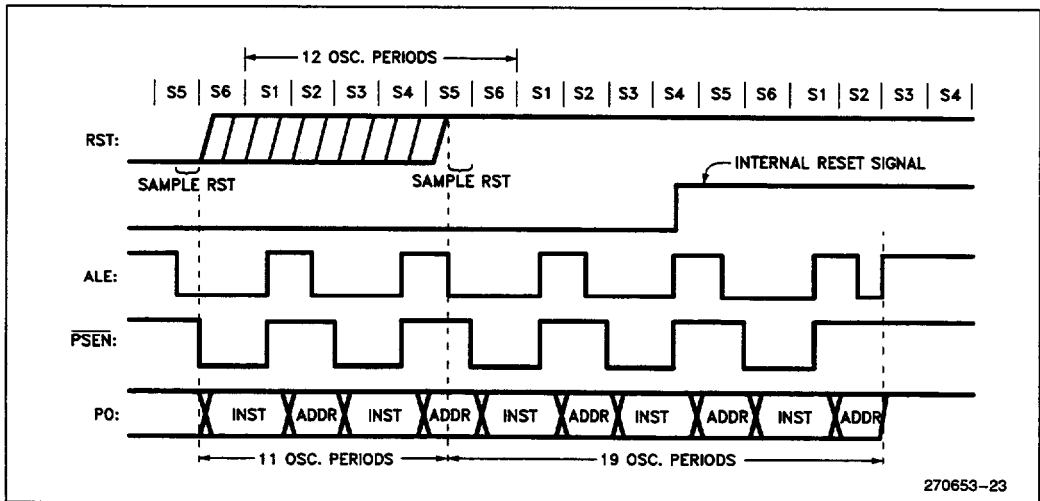 12 OSC. PERIODS
S5 | S6 | S1 | S2 | S3 | S4 | S5 | S6 | S1 | S2 | S3 | S4 | S5 | S6 | S1 | S2 | S3 | S4
RST:
SAMPLE RST SAMPLE RST
INTERNAL RESET SIGNAL
ALE:
PSEN:
P0: INST ADDR INST ADDR INST ADDR INST ADDR INST ADDR
11 OSC. PERIODS 19 OSC. PERIODS
270653-23